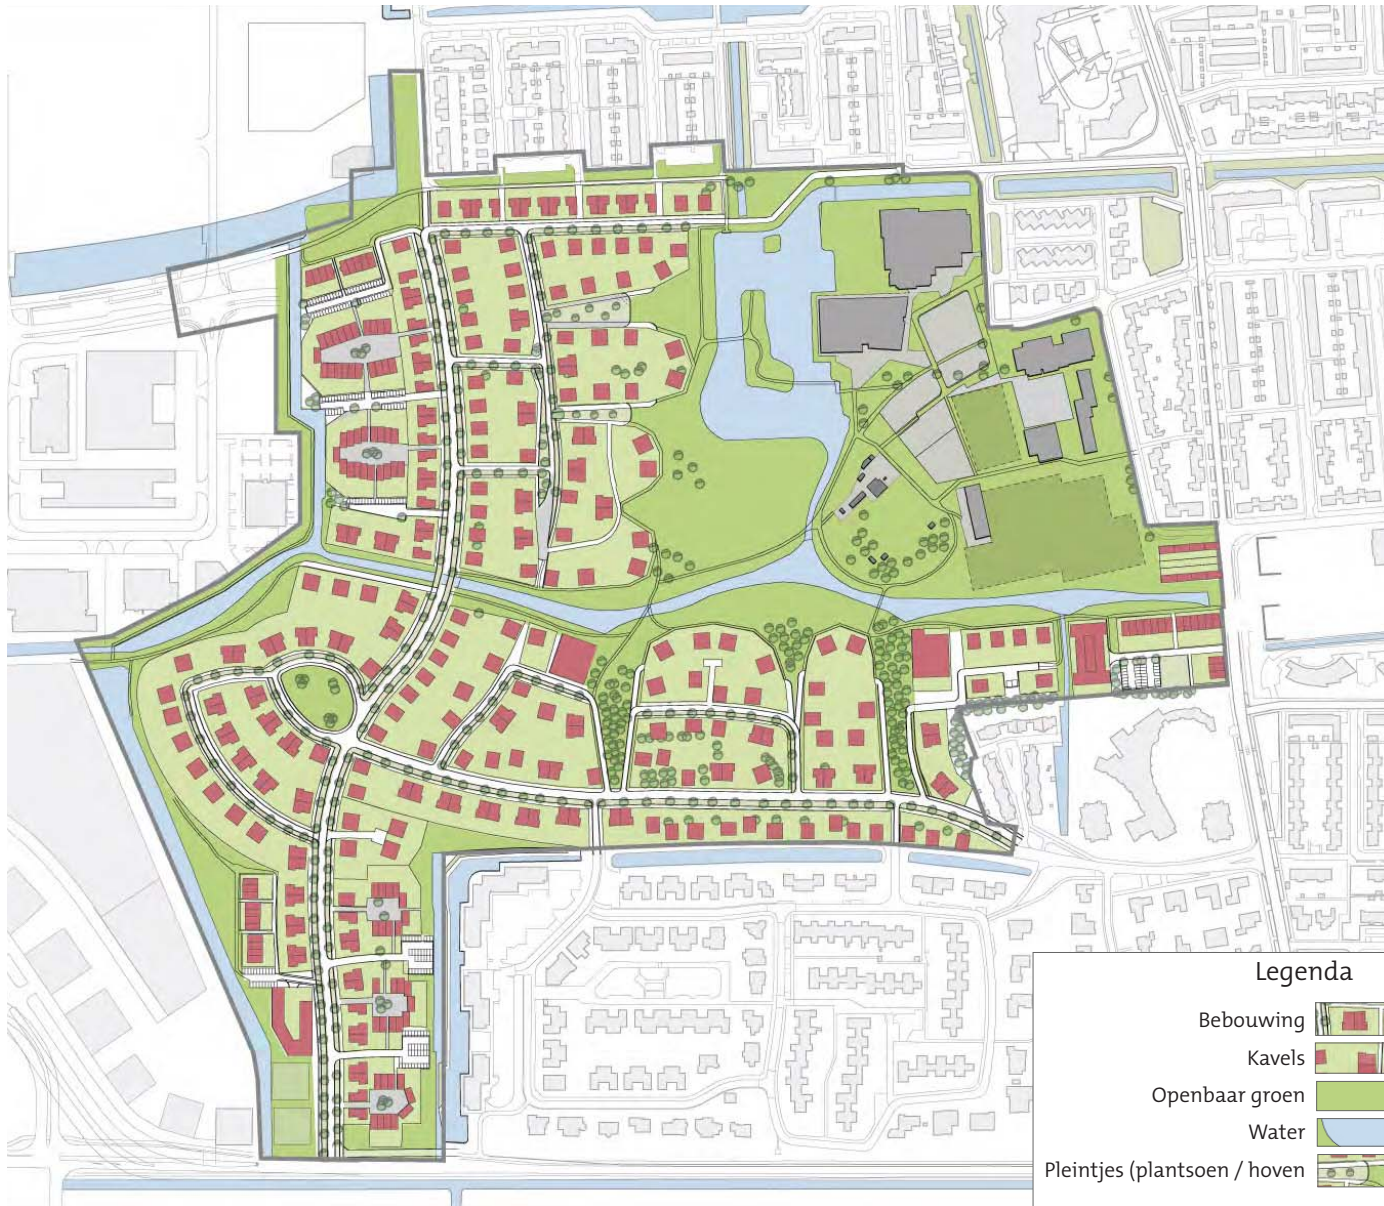 Legenda
Bebouwing
Kavels
Openbaar groen
Water
Pleintjes (plantsoen / hoven